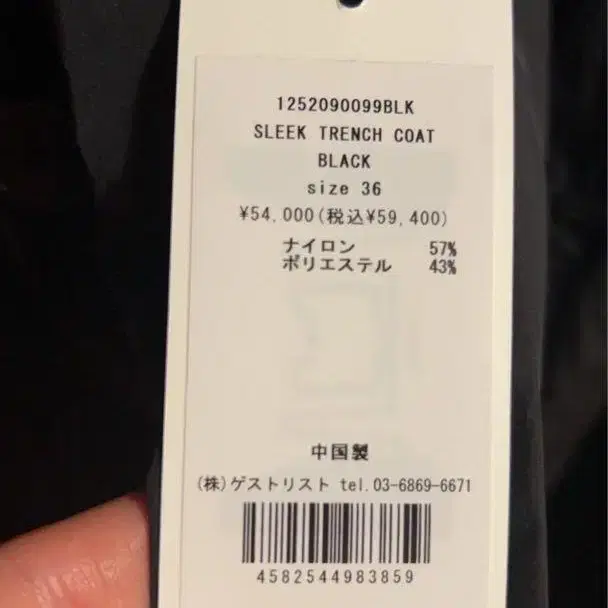 1252090099BLK
SLEEK TRENCH COAT
BLACK
size 36
¥54,000(税込¥59,400)
ナイロン 57%
ポリエステル 43%
中国製
(株)ゲストリスト tel.03-6869-6671
4582544983859